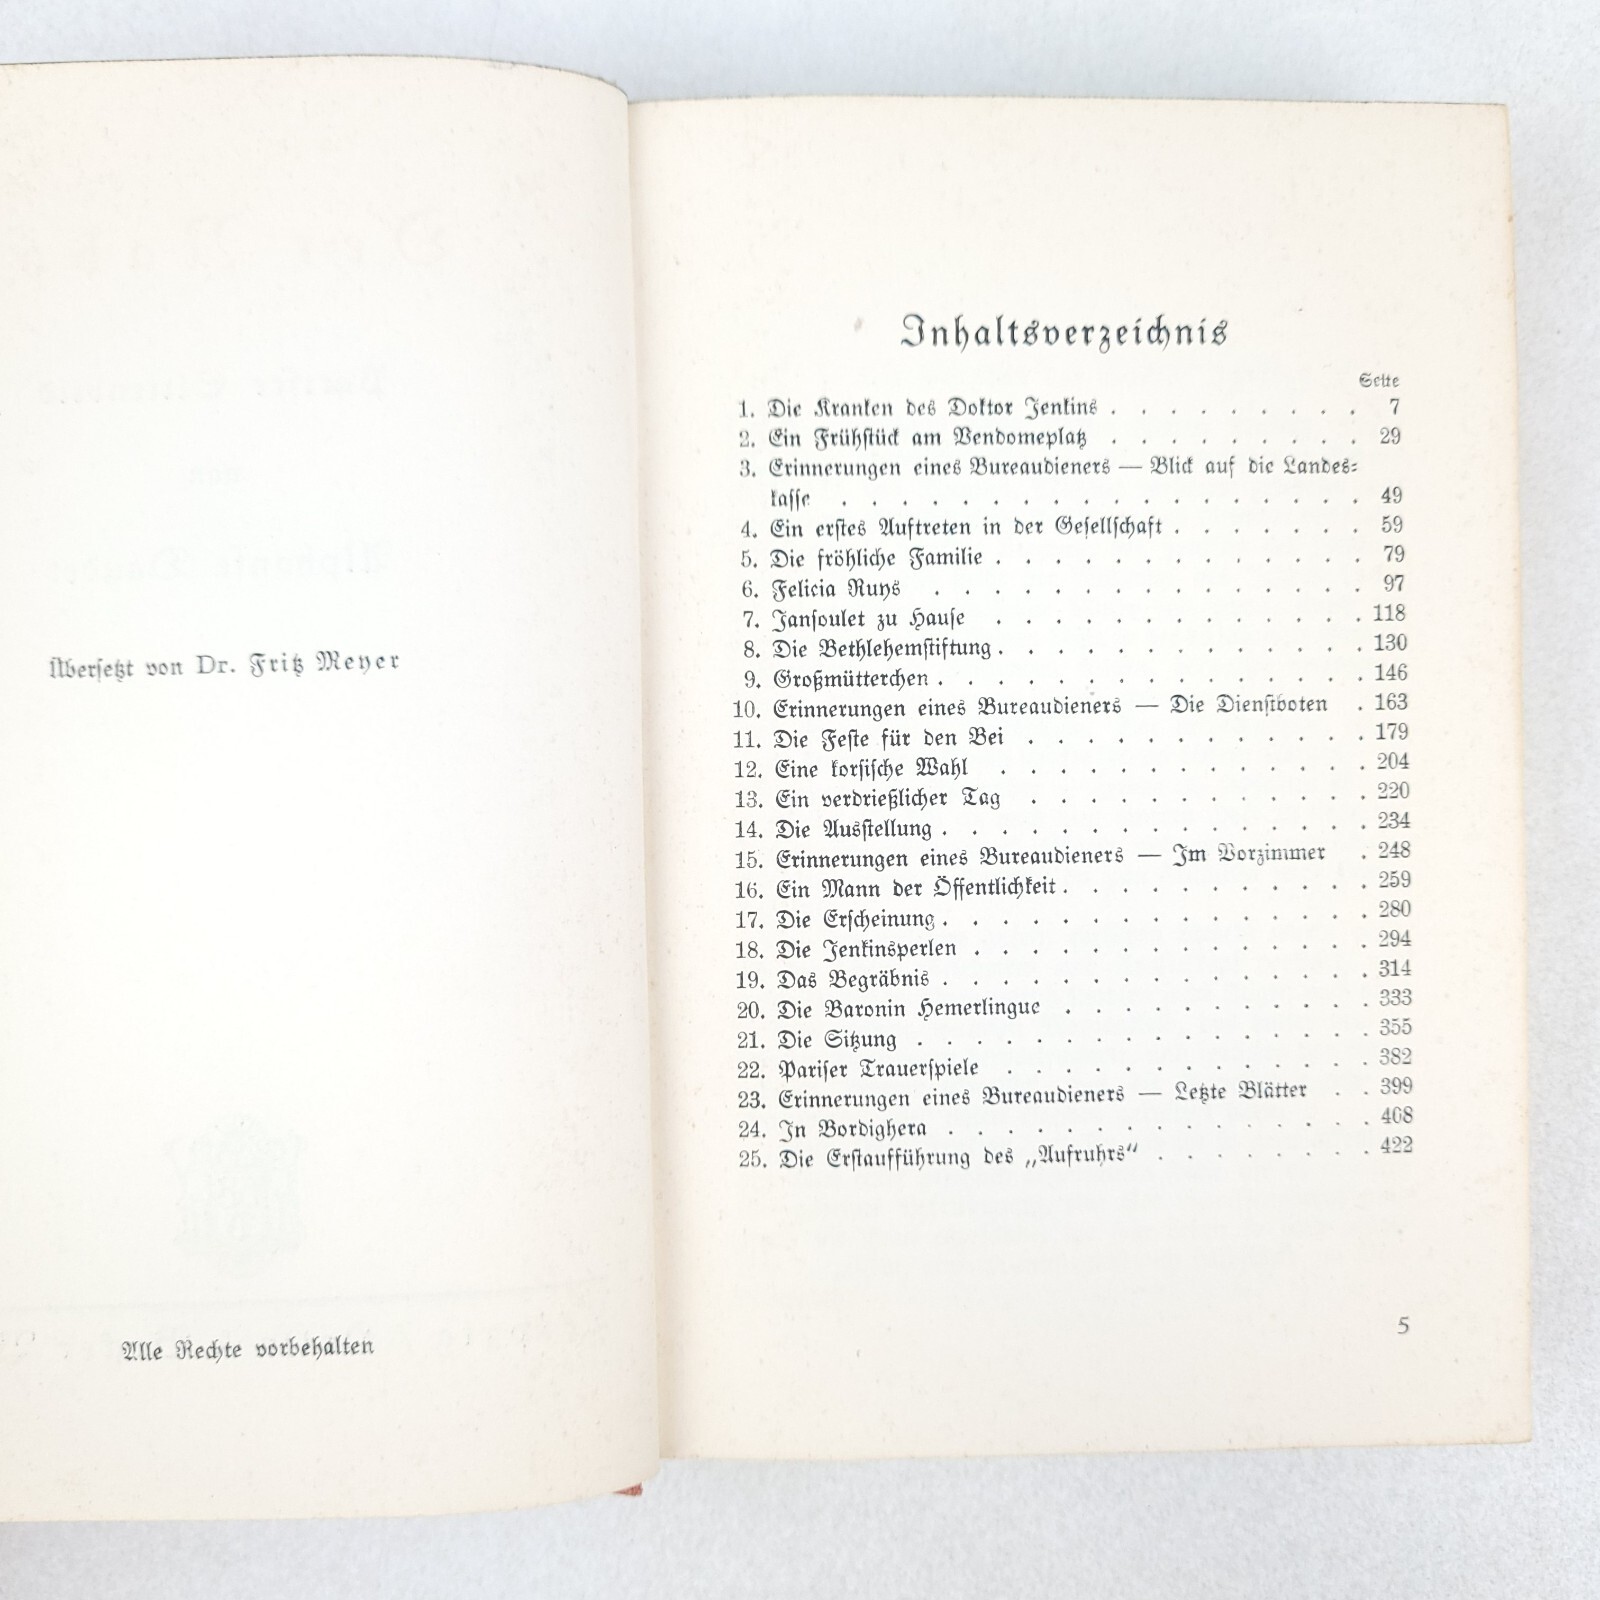 Übersetzt von Dr. Fritz Meyer
Alle Rechte vorbehalten
Inhaltsverzeichnis
Seite
1. Die Kranken des Doktor Jenkins . . . . . . . . . 7
2. Ein Frühstück am Vendomeplatz . . . . . . . . . 29
3. Erinnerungen eines Bureaudieners — Blick auf die Landes-
kasse . . . . . . . . . . . . . . . . . . 49
4. Ein erstes Auftreten in der Gesellschaft . . . . . . . 59
5. Die fröhliche Familie . . . . . . . . . . . . . 79
6. Felicia Ruys . . . . . . . . . . . . . . . 97
7. Jansoulet zu Hause . . . . . . . . . . . . . 118
8. Die Bethlehemstiftung . . . . . . . . . . . . . 130
9. Großmütterchen . . . . . . . . . . . . . . . 146
10. Erinnerungen eines Bureaudieners — Die Dienstboten . 163
11. Die Feste für den Bei . . . . . . . . . . . . 179
12. Eine korsische Wahl . . . . . . . . . . . . . 204
13. Ein verdrießlicher Tag . . . . . . . . . . . . 220
14. Die Ausstellung . . . . . . . . . . . . . . . 234
15. Erinnerungen eines Bureaudieners — Im Vorzimmer . 248
16. Ein Mann der Öffentlichkeit . . . . . . . . . . . 259
17. Die Erscheinung . . . . . . . . . . . . . . . 280
18. Die Jenkinsperlen . . . . . . . . . . . . . . 294
19. Das Begräbnis . . . . . . . . . . . . . . . 314
20. Die Baronin Hemerlingue . . . . . . . . . . . 333
21. Die Sitzung . . . . . . . . . . . . . . . . 355
22. Pariser Trauerspiele . . . . . . . . . . . . . 382
23. Erinnerungen eines Bureaudieners — Letzte Blätter . . 399
24. In Bordighera . . . . . . . . . . . . . . . 408
25. Die Erstaufführung des „Aufruhrs“ . . . . . . . . 422
5